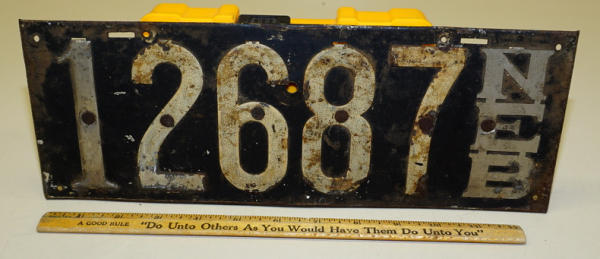 12687 NEB
A GOOD RULE "Do Unto Others As You Would Have Them Do Unto You"